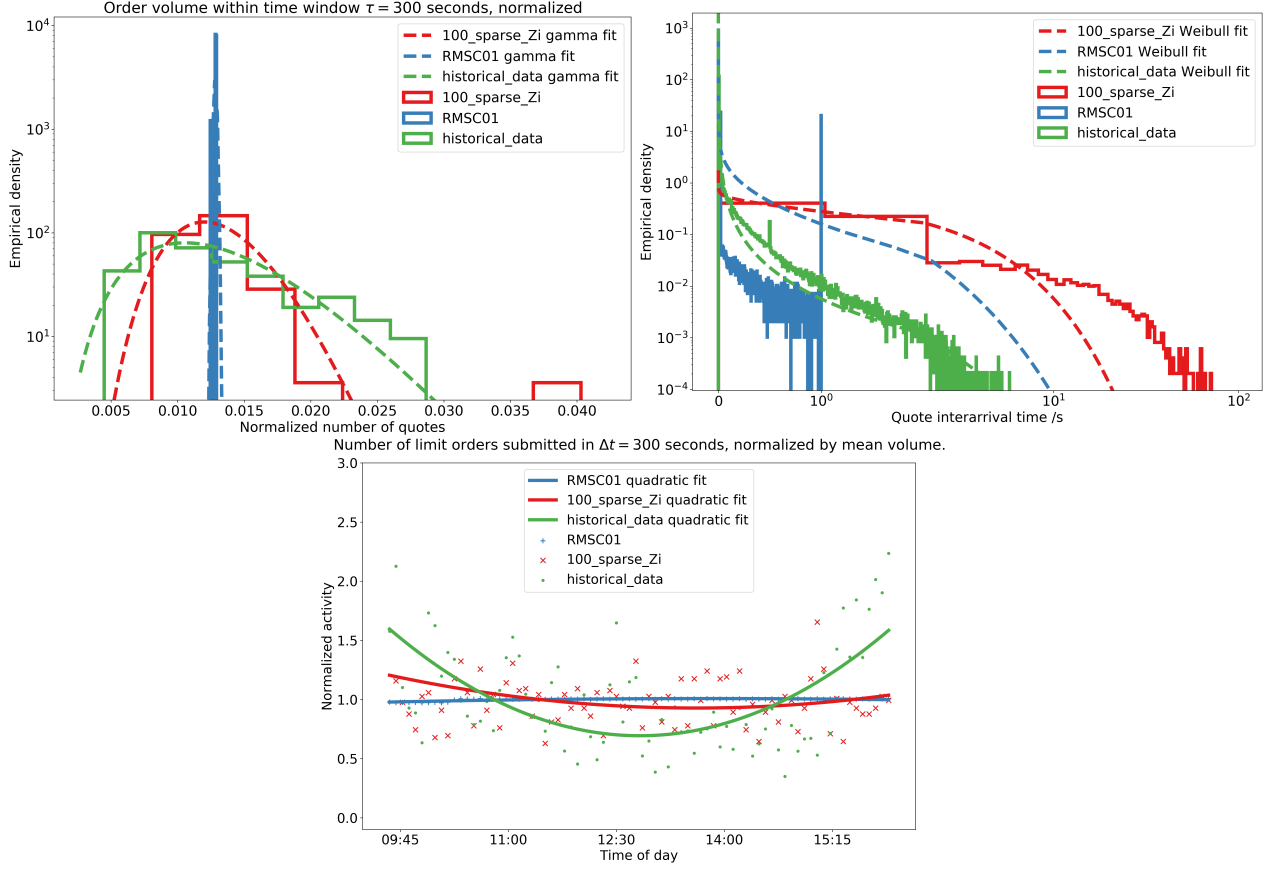 Order volume within time window τ = 300 seconds, normalized
10⁴
10³
10²
10¹
Empirical density
100_sparse_Zi gamma fit
RMSC01 gamma fit
historical_data gamma fit
100_sparse_Zi
RMSC01
historical_data
0.005 0.010 0.015 0.020 0.025 0.030 0.035 0.040
Normalized number of quotes
10³
10²
10¹
10⁰
10⁻¹
10⁻²
10⁻³
10⁻⁴
Empirical density
100_sparse_Zi Weibull fit
RMSC01 Weibull fit
historical_data Weibull fit
100_sparse_Zi
RMSC01
historical_data
0 10⁰ 10¹ 10²
Quote interarrival time /s
Number of limit orders submitted in Δt = 300 seconds, normalized by mean volume.
3.0
2.5
2.0
1.5
1.0
0.5
0.0
Normalized activity
RMSC01 quadratic fit
100_sparse_Zi quadratic fit
historical_data quadratic fit
RMSC01
100_sparse_Zi
historical_data
09:45 11:00 12:30 14:00 15:15
Time of day